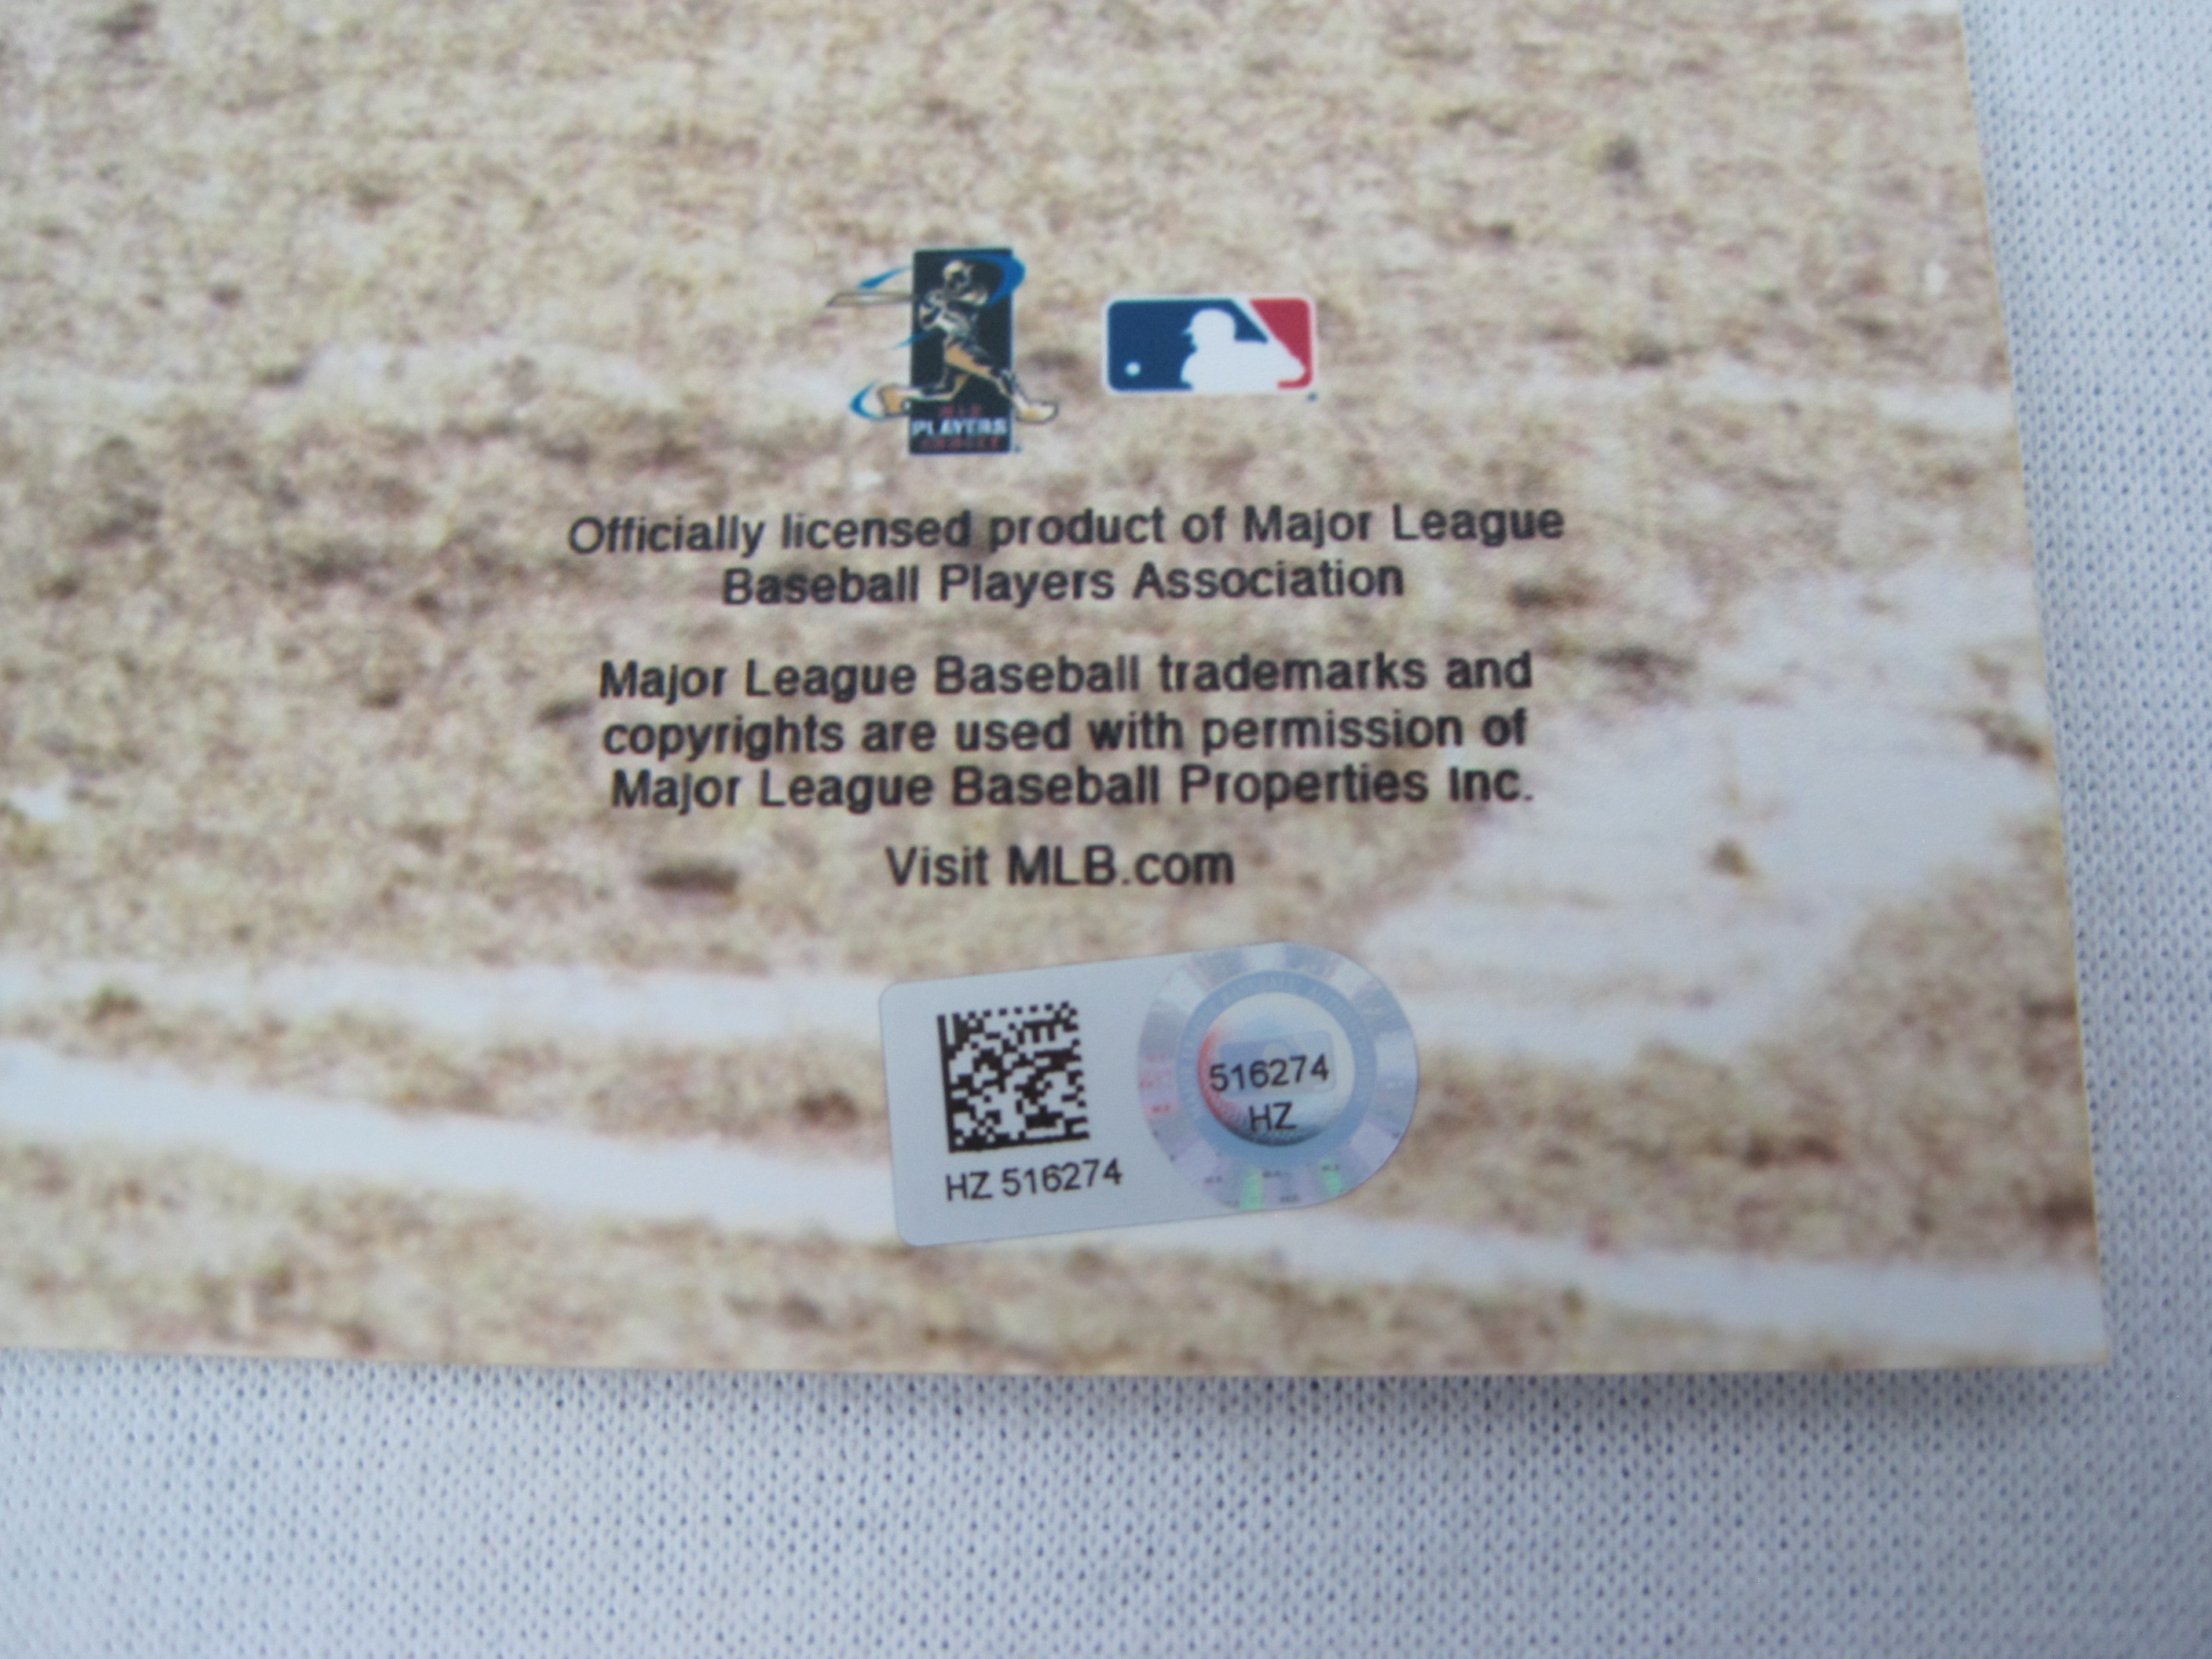 PLAYERS
Officially licensed product of Major League
Baseball Players Association
Major League Baseball trademarks and
copyrights are used with permission of
Major League Baseball Properties Inc.
Visit MLB.com
516274
HZ
HZ 516274